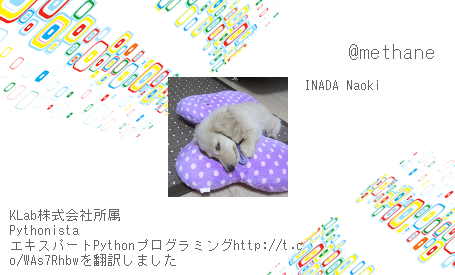 @methane
INADA Naoki
KLab株式会社所属
Pythonista
エキスパートPythonプログラミングhttp://t.c
o/WAs7Rhbwを翻訳しました